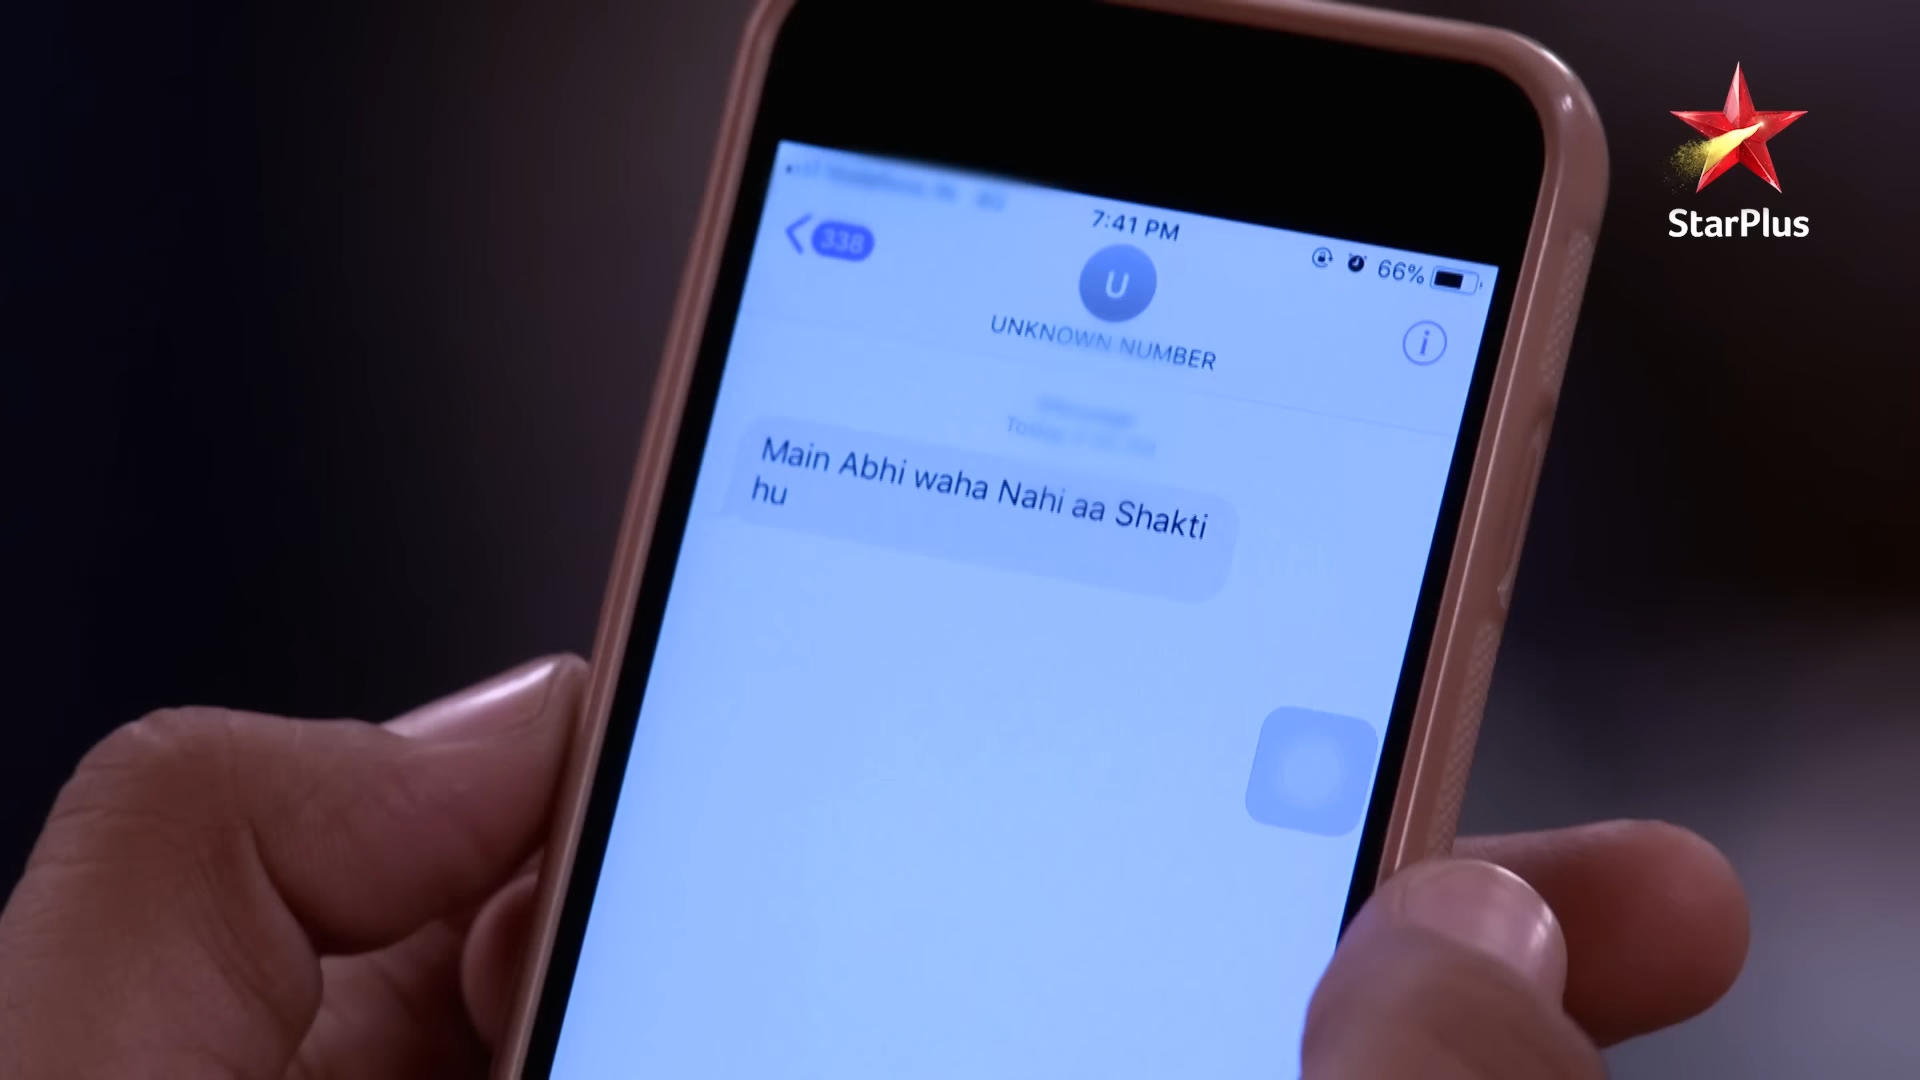 StarPlus
7:41 PM
66%
338
U
UNKNOWN NUMBER
i
Main Abhi waha Nahi aa Shakti
hu